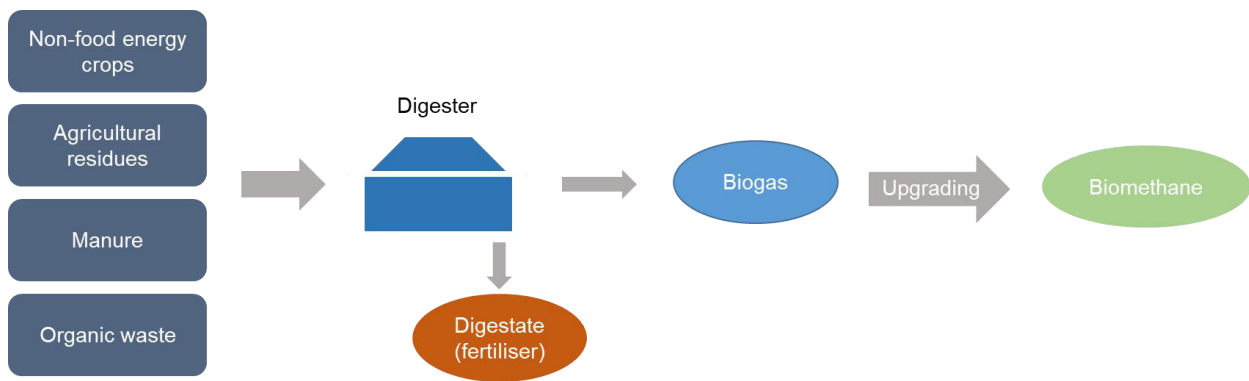 Non-food energy
crops
Agricultural
residues
Manure
Organic waste
Digester
Digestate
(fertiliser)
Biogas
Upgrading
Biomethane